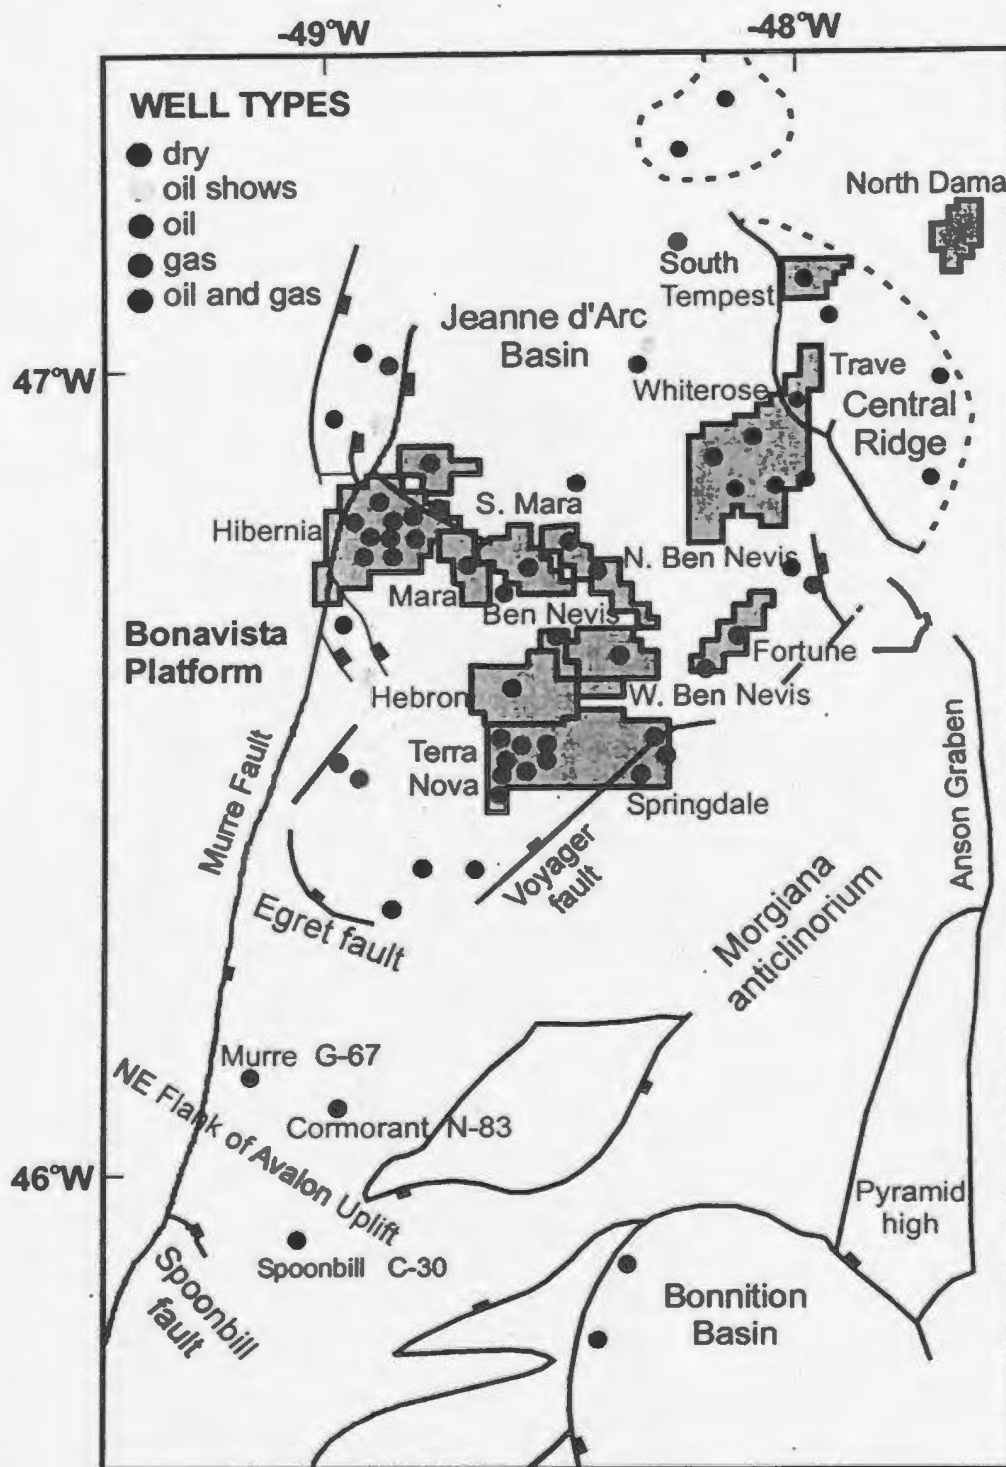 -49°W
-48°W
WELL TYPES
dry
oil shows
oil
gas
oil and gas
North Dama
South
Tempest
Jeanne d'Arc
Basin
47°W
Trave
Whiterose
Central
Ridge
S. Mara
Hibernia
N. Ben Nevis
Mara
Ben Nevis
Bonavista
Platform
Fortune
Hebron
W. Ben Nevis
Terra
Nova
Springdale
Murre Fault
Anson Graben
Voyager
fault
Egret fault
Morgiana
anticlinorium
Murre G-67
NE Flank of Avalon Uplift
Cormorant N-83
46°W
Pyramid
high
Spoonbill
fault
Spoonbill C-30
Bonnition
Basin